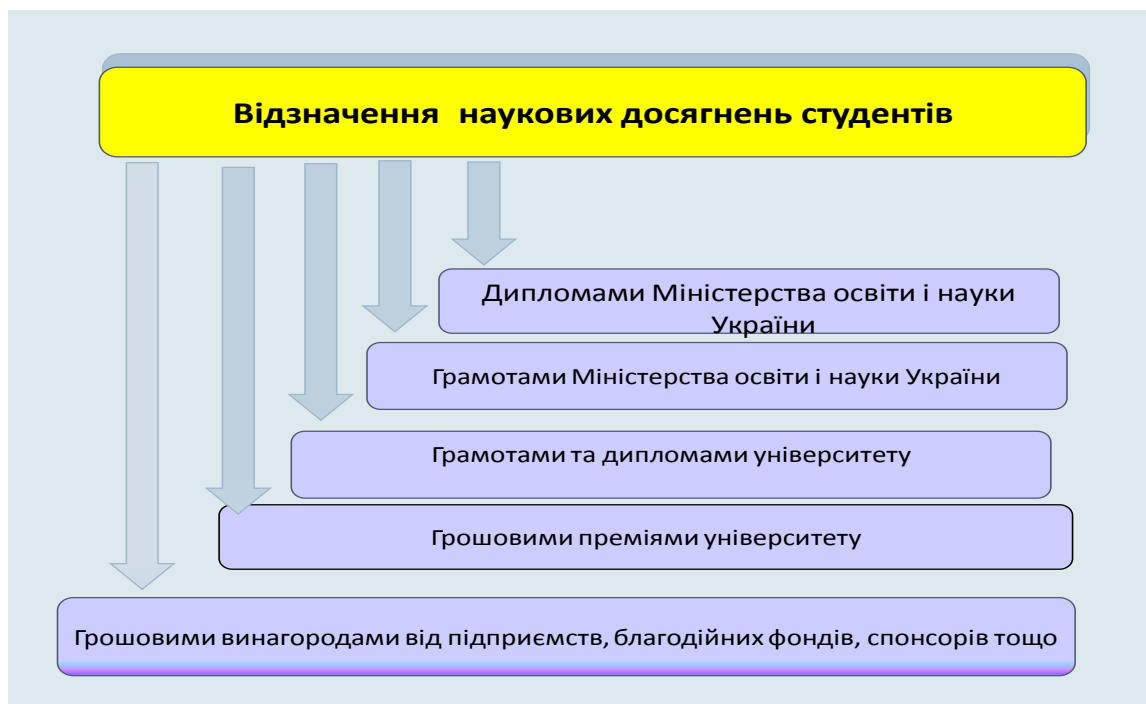 Відзначення наукових досягнень студентів
Дипломами Міністерства освіти і науки
України
Грамотами Міністерства освіти і науки України
Грамотами та дипломами університету
Грошовими преміями університету
Грошовими винагородами від підприємств, благодійних фондів, спонсорів тощо